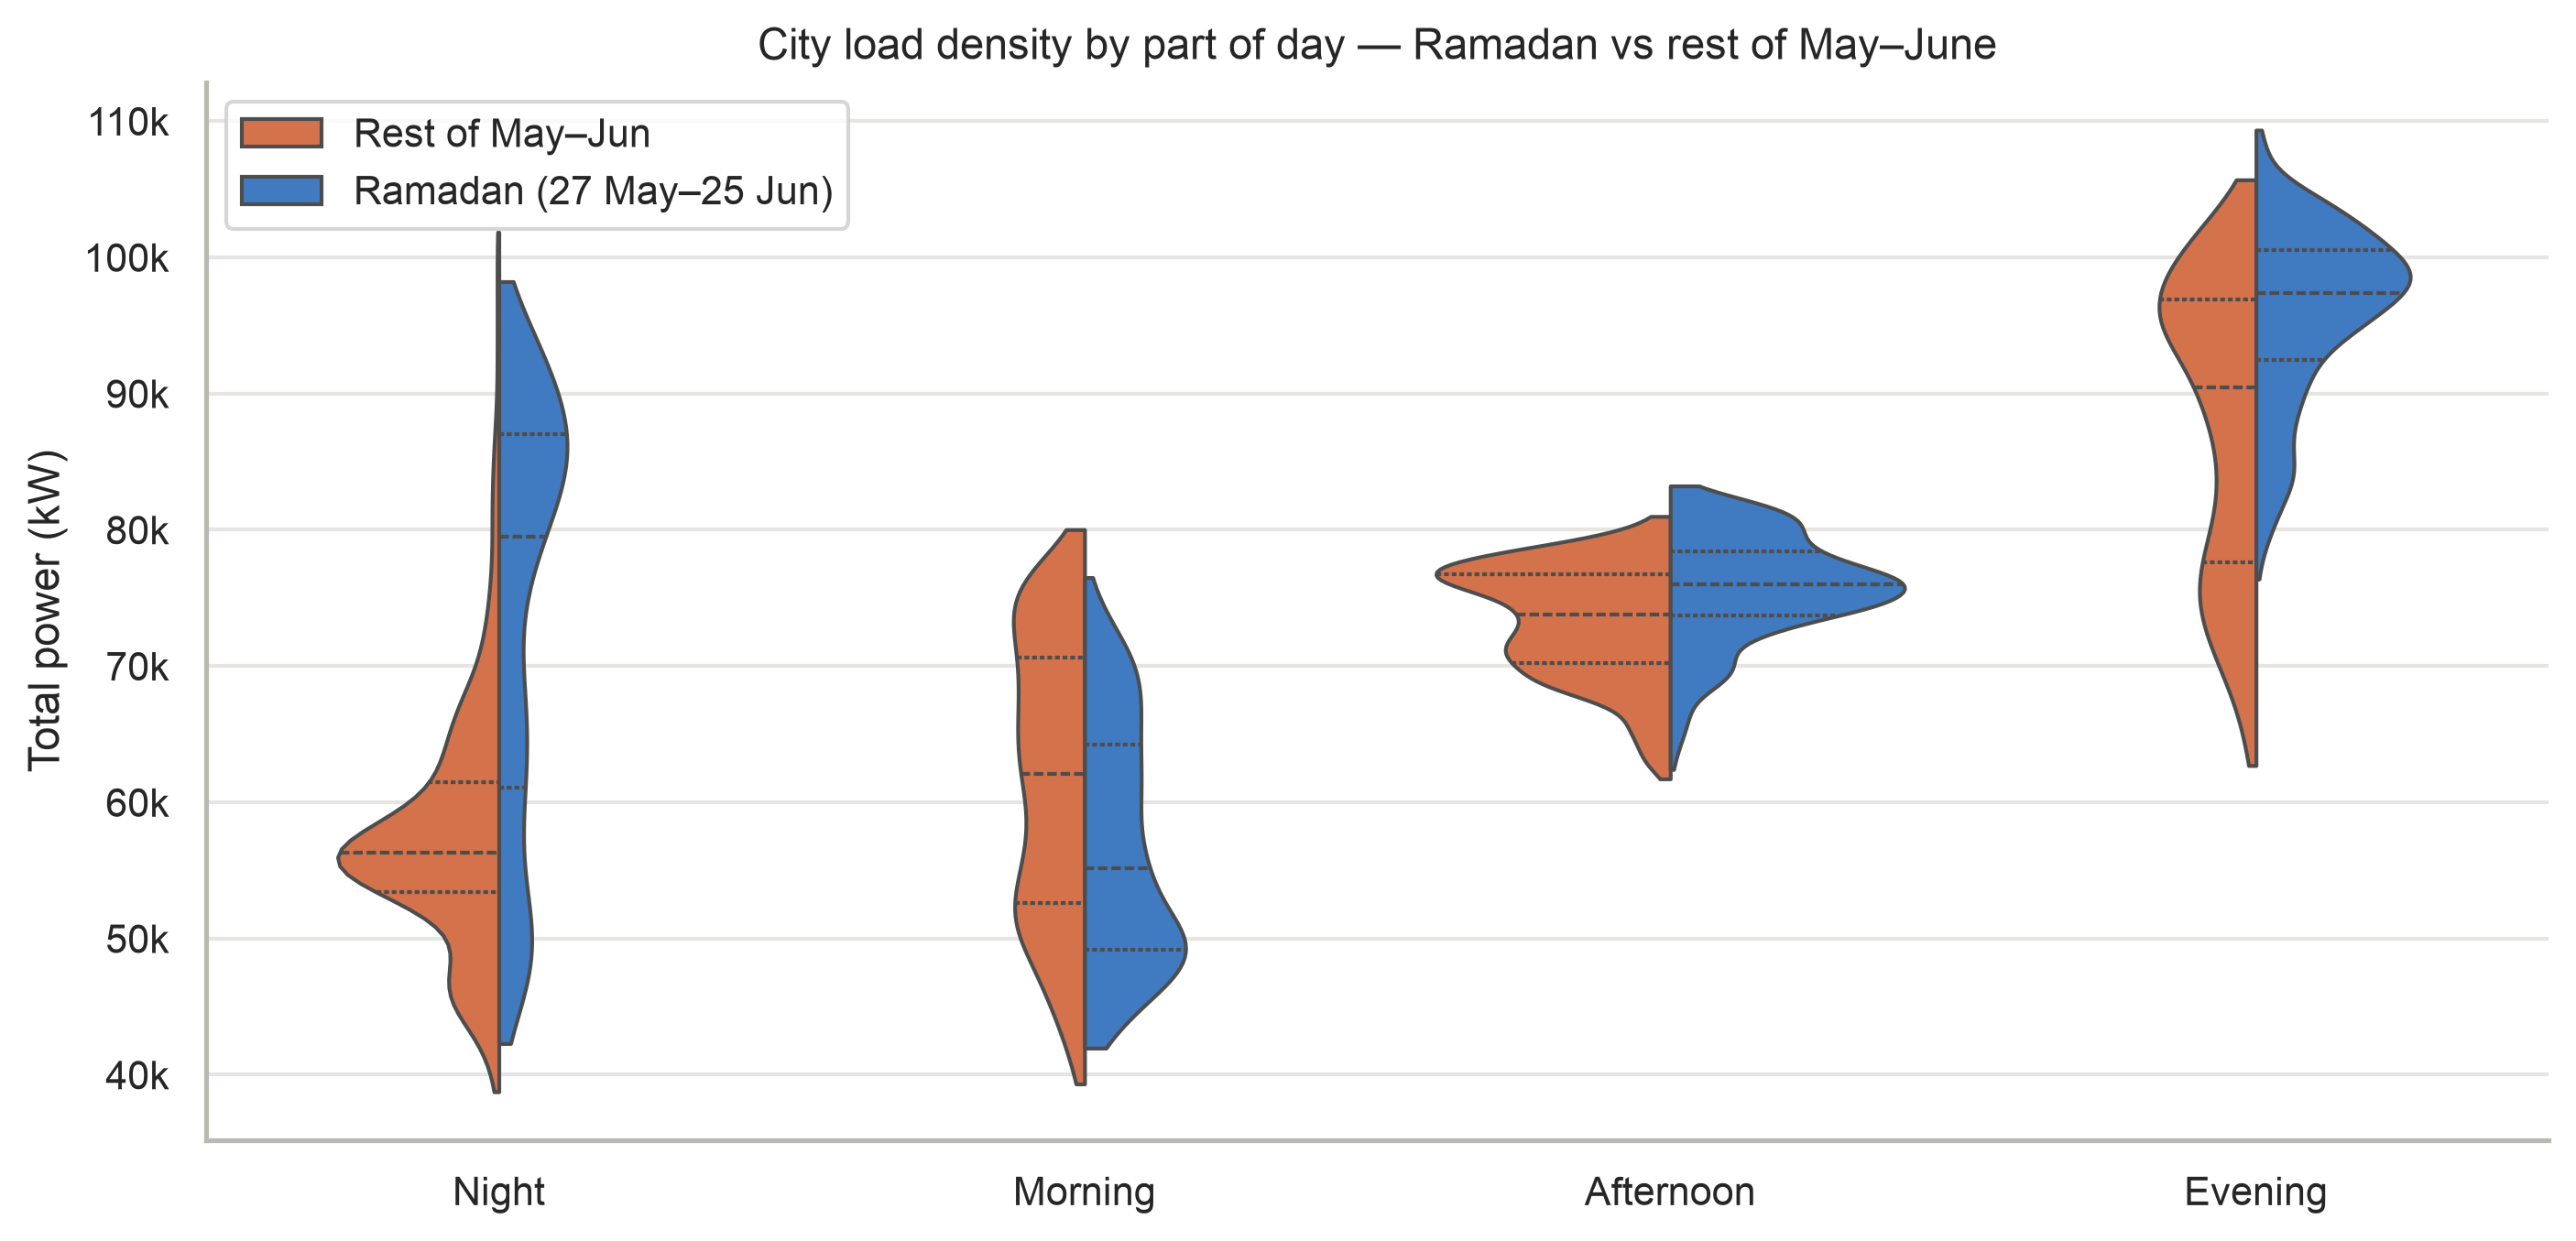 City load density by part of day — Ramadan vs rest of May–June
Rest of May–Jun
Ramadan (27 May–25 Jun)
Total power (kW)
110k
100k
90k
80k
70k
60k
50k
40k
Night
Morning
Afternoon
Evening